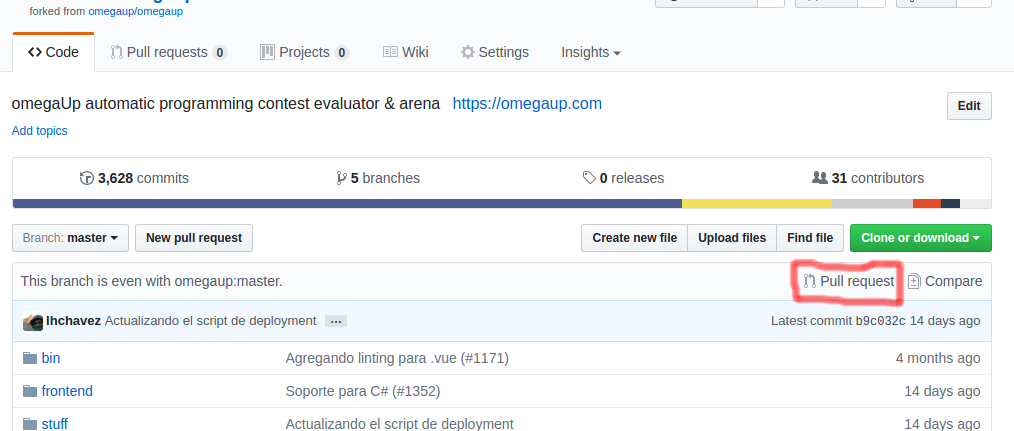 forked from omegaup/omegaup
Code Pull requests 0 Projects 0 Wiki Settings Insights
omegaUp automatic programming contest evaluator & arena https://omegaup.com
Edit
Add topics
3,628 commits 5 branches 0 releases 31 contributors
Branch: master New pull request Create new file Upload files Find file Clone or download
This branch is even with omegaup:master. Pull request Compare
lhchavez Actualizando el script de deployment ... Latest commit b9c032c 14 days ago
bin Agregando linting para .vue (#1171) 4 months ago
frontend Soporte para C# (#1352) 14 days ago
stuff Actualizando el script de deployment 14 days ago